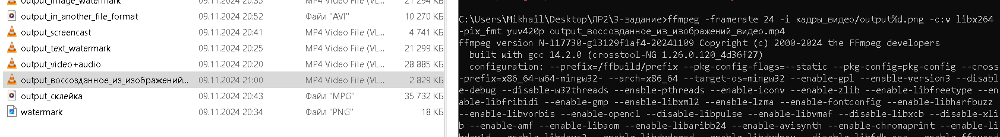 output_image_watermark 09.11.2024 20:35 MP4 Video File (VL... 21 294 КБ
output_in_another_file_format 09.11.2024 20:52 Файл "AVI" 10 270 КБ
output_screencast 09.11.2024 20:41 MP4 Video File (VL... 4 741 КБ
output_text_watermark 09.11.2024 20:25 MP4 Video File (VL... 21 299 КБ
output_video+audio 09.11.2024 20:20 MP4 Video File (VL... 28 885 КБ
output_воссозданное_из_изображений... 09.11.2024 21:00 MP4 Video File (VL... 2 829 КБ
output_склейка 09.11.2024 20:43 Файл "MPG" 35 732 КБ
watermark 09.11.2024 20:34 Файл "PNG" 18 КБ
C:\Users\Mikhail\Desktop\ЛР2\3-задание>ffmpeg -framerate 24 -i кадры_видео/output%d.png -c:v libx264
-pix_fmt yuv420p output_воссозданное_из_изображений_видео.mp4
ffmpeg version N-117730-g13129f1af4-20241109 Copyright (c) 2000-2024 the FFmpeg developers
built with gcc 14.2.0 (crosstool-NG 1.26.0.120_4d36f27)
configuration: --prefix=/ffbuild/prefix --pkg-config-flags=--static --pkg-config=pkg-config --cross
-prefix=x86_64-w64-mingw32- --arch=x86_64 --target-os=mingw32 --enable-gpl --enable-version3 --disabl
e-debug --disable-w32threads --enable-pthreads --enable-iconv --enable-zlib --enable-libfreetype --en
able-libfribidi --enable-gmp --enable-libxml2 --enable-lzma --enable-fontconfig --enable-libharfbuzz
--enable-libvorbis --enable-opencl --disable-libpulse --enable-libvmaf --disable-libxcb --disable-xli
b --enable-amf --enable-libaom --enable-libaribb24 --enable-avisynth --enable-chromaprint --enable-li